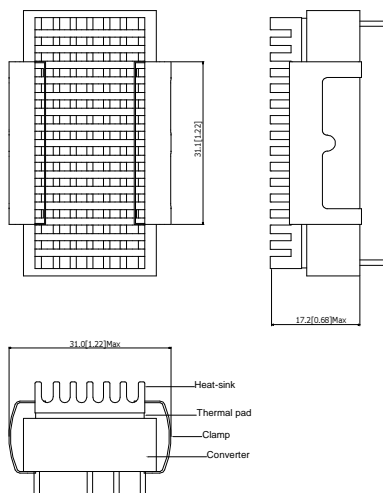 31.1[1.22]
17.2[0.68]Max
31.0[1.22]Max
Heat-sink
Thermal pad
Clamp
Converter